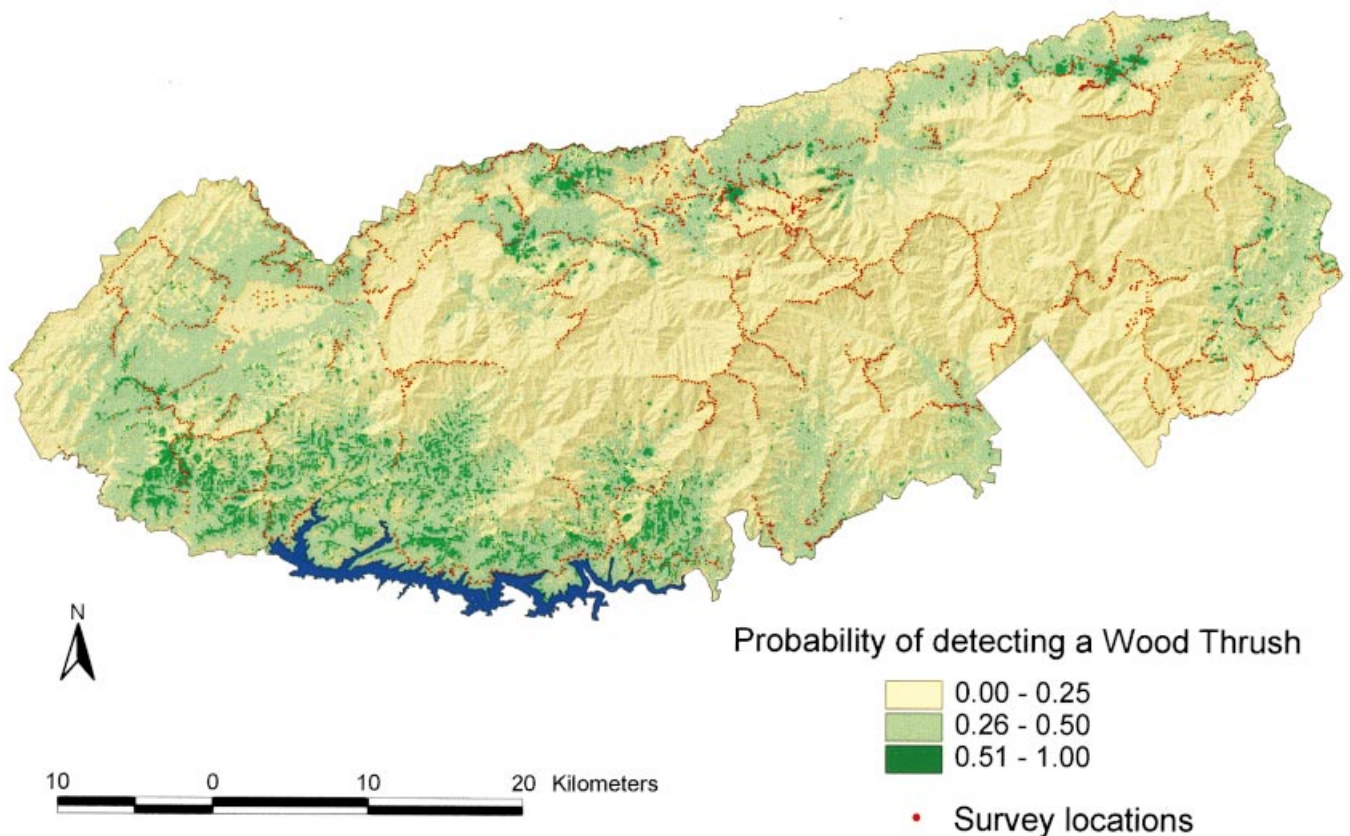 N
Probability of detecting a Wood Thrush
0.00 - 0.25
0.26 - 0.50
0.51 - 1.00
10 0 10 20 Kilometers
Survey locations